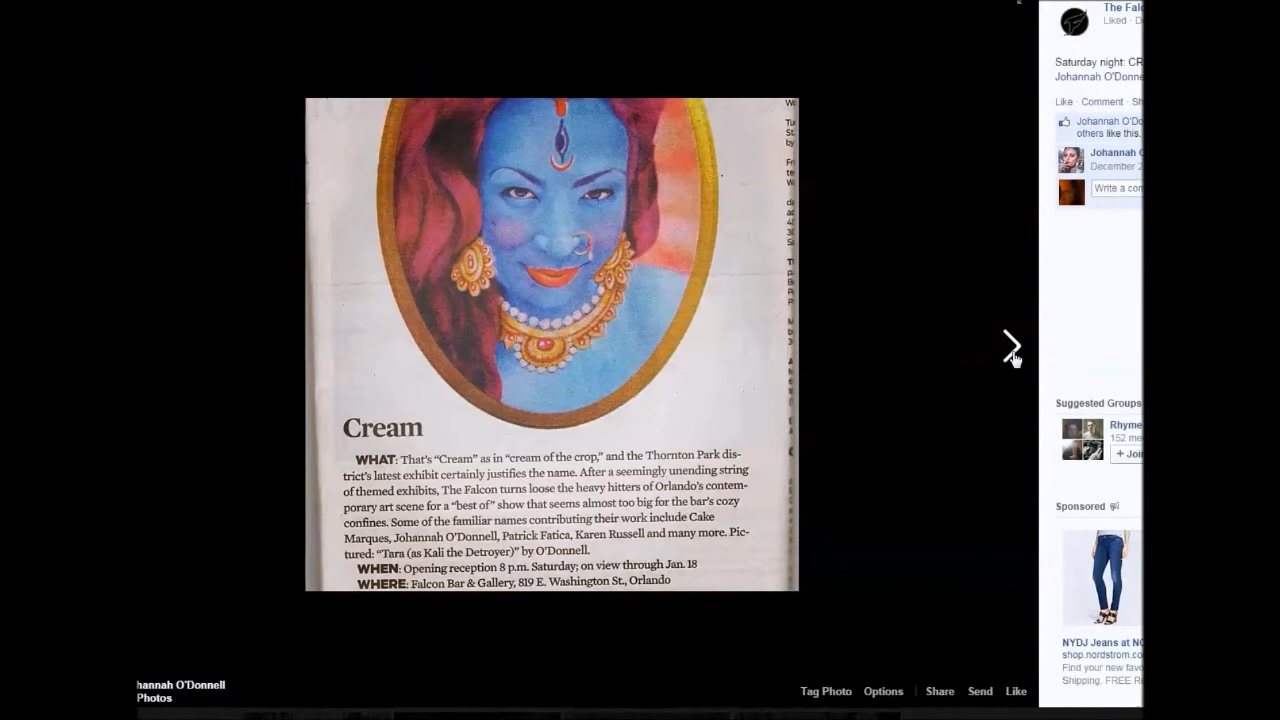 Cream
WHAT: That's “Cream” as in “cream of the crop,” and the Thornton Park dis-
trict's latest exhibit certainly justifies the name. After a seemingly unending string
of themed exhibits, The Falcon turns loose the heavy hitters of Orlando's contem-
porary art scene for a “best of” show that seems almost too big for the bar's cozy
confines. Some of the familiar names contributing their work include Cake
Marques, Johannah O'Donnell, Patrick Fatica, Karen Russell and many more. Pic-
tured: “Tara (as Kali the Detroyer)” by O'Donnell.
WHEN: Opening reception 8 p.m. Saturday; on view through Jan. 18
WHERE: Falcon Bar & Gallery, 819 E. Washington St., Orlando
hannah O'Donnell
Photos
Tag Photo Options Share Send Like
The Fal
Liked · D
Saturday night: CR
Johannah O'Donne
Like · Comment · Sh
Johannah O'Do
others like this.
Johannah
December 2
Write a con
Suggested Groups
Rhyme
152 me
+ Joi
Sponsored
NYDJ Jeans at NO
shop.nordstrom.co
Find your new favo
Shipping. FREE R